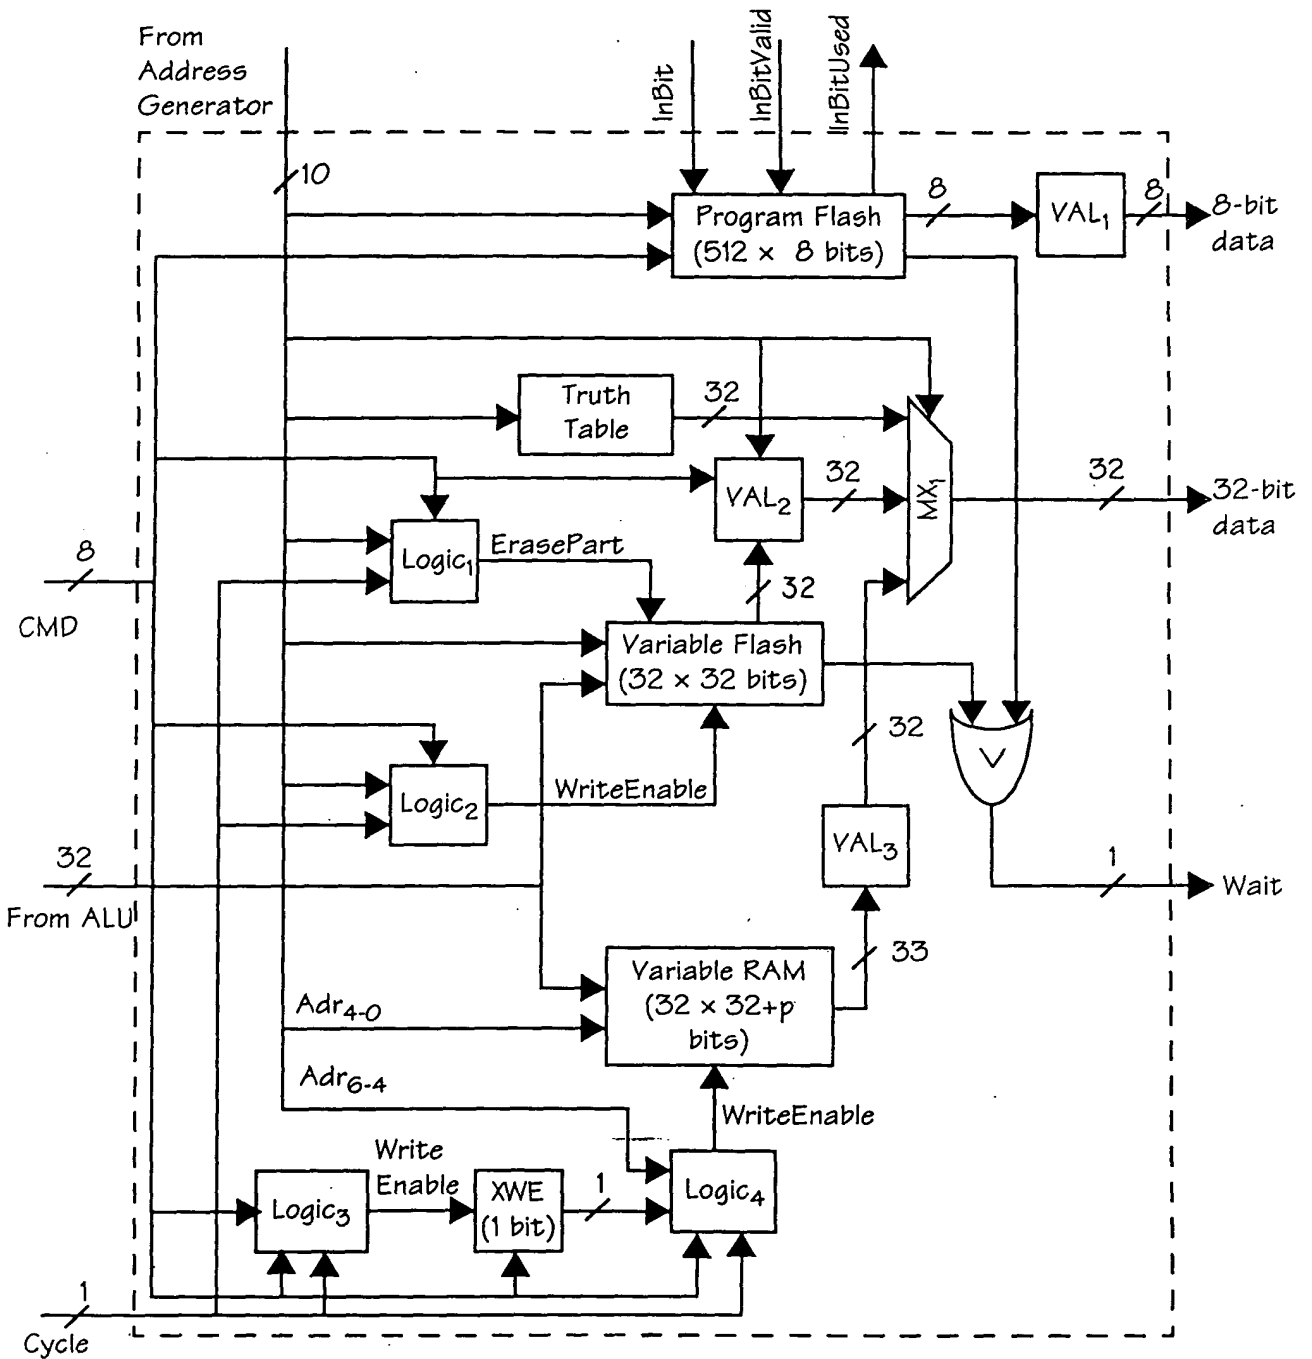 From
Address
Generator
InBit
InBitValid
InBitUsed
10
Program Flash
(512 x 8 bits)
8
VAL1
8
8-bit
data
Truth
Table
32
VAL2
32
MX1
32
32-bit
data
8
CMD
Logic1
ErasePart
32
Variable Flash
(32 x 32 bits)
32
V
Logic2
WriteEnable
VAL3
32
From ALU
1
Wait
33
Variable RAM
(32 x 32+p
bits)
Adr4-0
Adr6-4
WriteEnable
Write
Enable
Logic3
XWE
(1 bit)
1
Logic4
1
Cycle